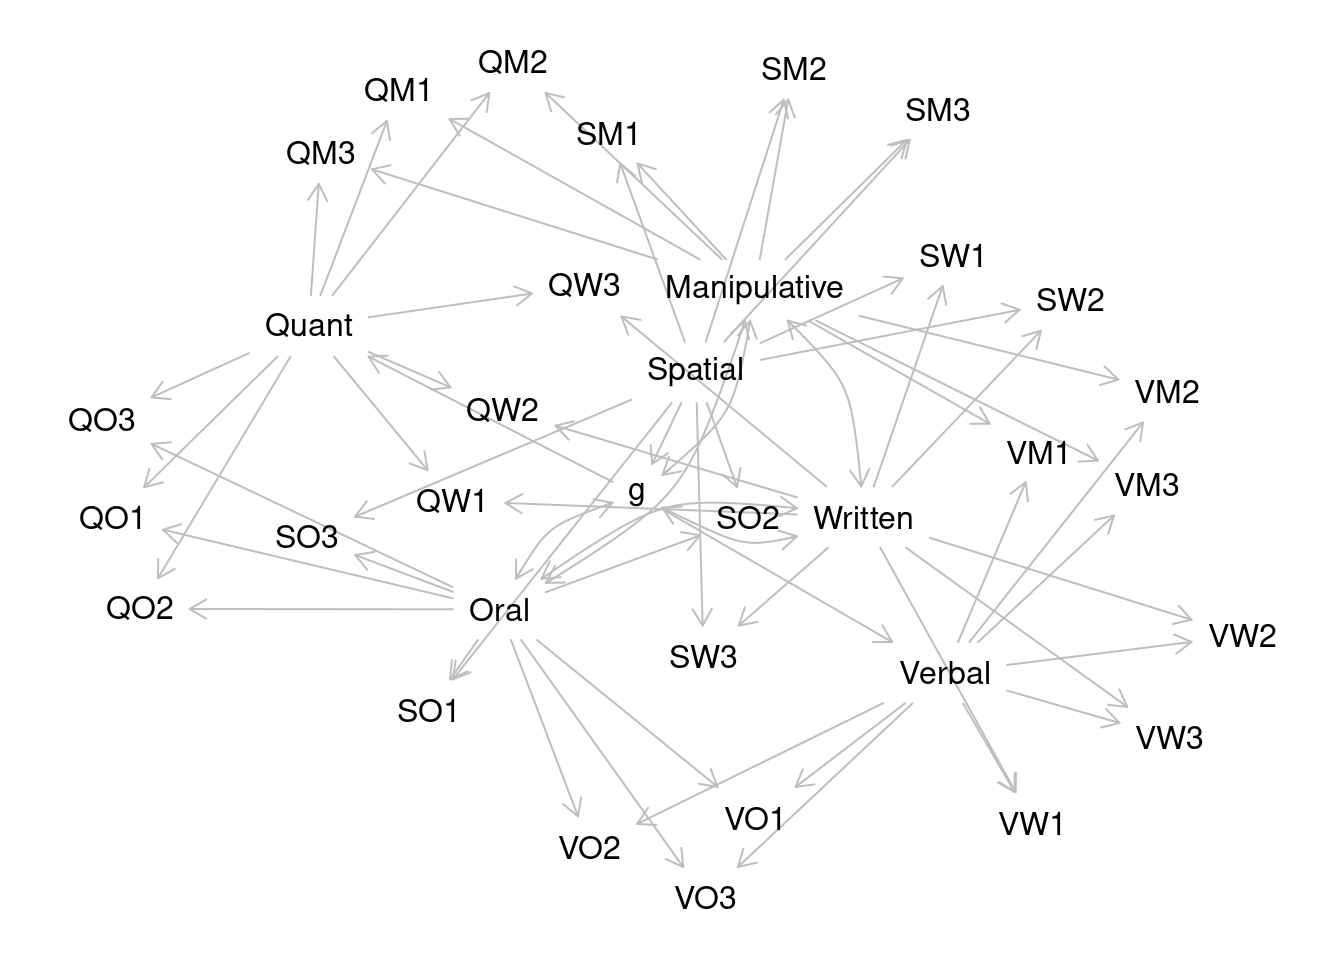 QM2
SM2
QM1
SM3
SM1
QM3
SW1
QW3
Manipulative
SW2
Quant
Spatial
VM2
QW2
QO3
VM1
VM3
g
QW1
QO1
SO2
Written
SO3
QO2
Oral
VW2
SW3
Verbal
SO1
VW3
VO1
VW1
VO2
VO3